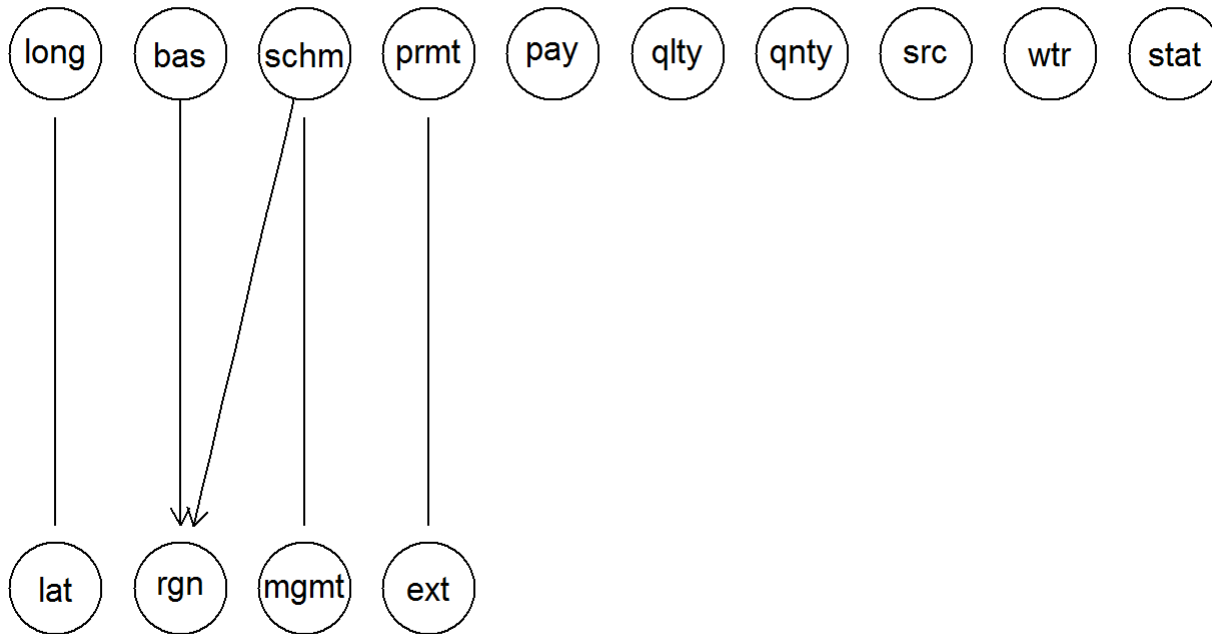 long bas schm prmt pay qlty qnty src wtr stat
lat rgn mgmt ext